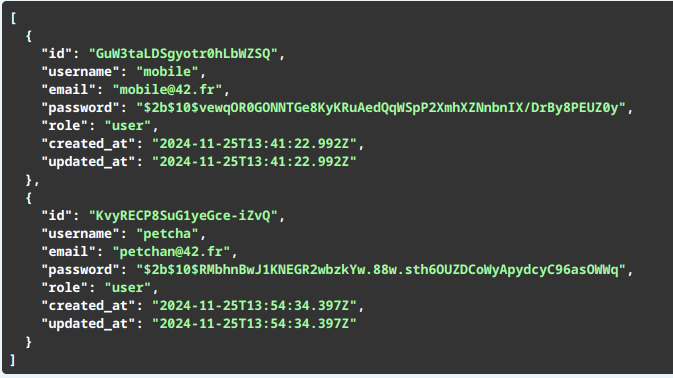 [
  {
    "id": "GuW3taLDSgyotr0hLbWZSQ",
    "username": "mobile",
    "email": "mobile@42.fr",
    "password": "$2b$10$vewqOR0GONNTGe8KyKRuAedQqWSpP2XmhXZNnbnIX/DrBy8PEUZ0y",
    "role": "user",
    "created_at": "2024-11-25T13:41:22.992Z",
    "updated_at": "2024-11-25T13:41:22.992Z"
  },
  {
    "id": "KvyRECP8SuG1yeGce-iZvQ",
    "username": "petcha",
    "email": "petchan@42.fr",
    "password": "$2b$10$RMbhnBwJ1KNEGR2wbzkYw.88w.sth6OUZDCoWyApydcyC96asOWWq",
    "role": "user",
    "created_at": "2024-11-25T13:54:34.397Z",
    "updated_at": "2024-11-25T13:54:34.397Z"
  }
]